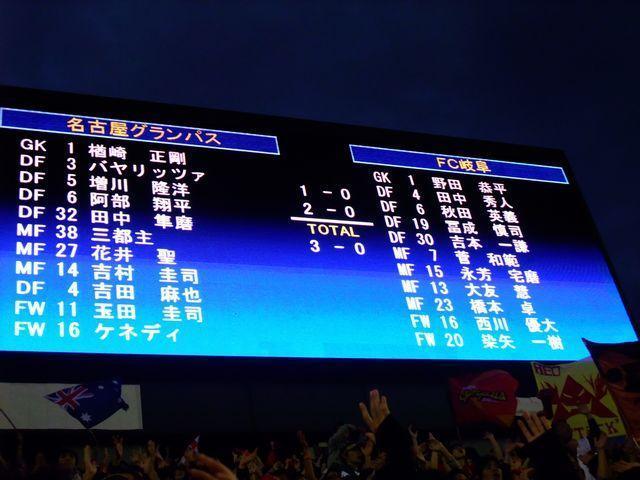 名古屋グランパス
GK 1 楢﨑 正剛
DF 3 バヤリッツァ
DF 5 増川 隆洋
DF 6 阿部 翔平
DF 32 田中 隼磨
MF 38 三都主
MF 27 花井 聖
MF 14 吉村 圭司
DF 4 吉田 麻也
FW 11 玉田 圭司
FW 16 ケネディ
1 - 0
2 - 0
TOTAL
3 - 0
FC岐阜
GK 1 野田 恭平
DF 4 田中 秀人
DF 6 秋田 英義
DF 19 冨成 慎司
DF 30 吉本 一謙
MF 7 菅 和範
MF 15 永芳 卓磨
MF 13 大友 慧
MF 23 橋本 卓
FW 16 西川 優大
FW 20 染矢 一樹
RED